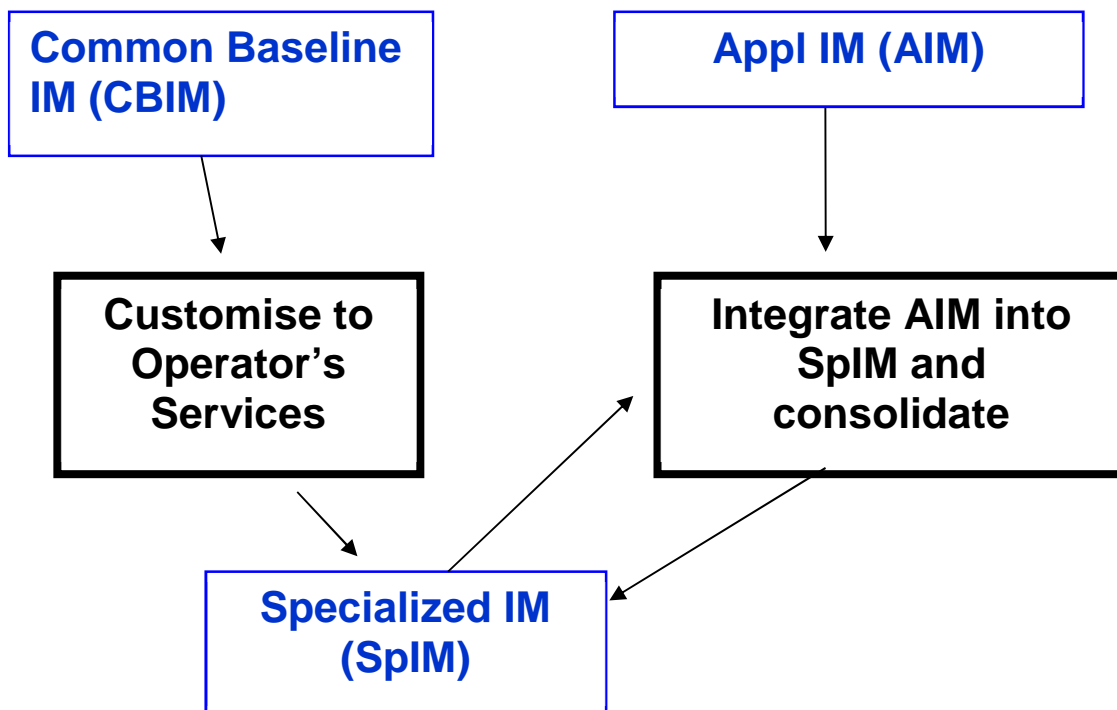 Common Baseline
IM (CBIM)
Appl IM (AIM)
Customise to
Operator’s
Services
Integrate AIM into
SpIM and
consolidate
Specialized IM
(SpIM)